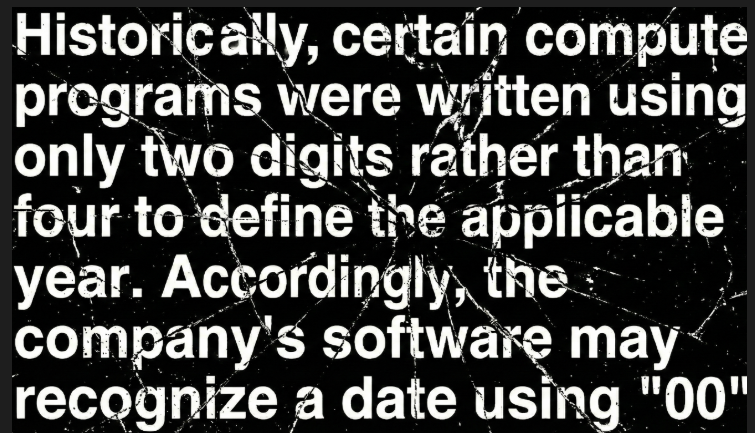 Historically, certain compute
programs were written using
only two digits rather than
four to define the applicable
year. Accordingly, the
company's software may
recognize a date using "00"